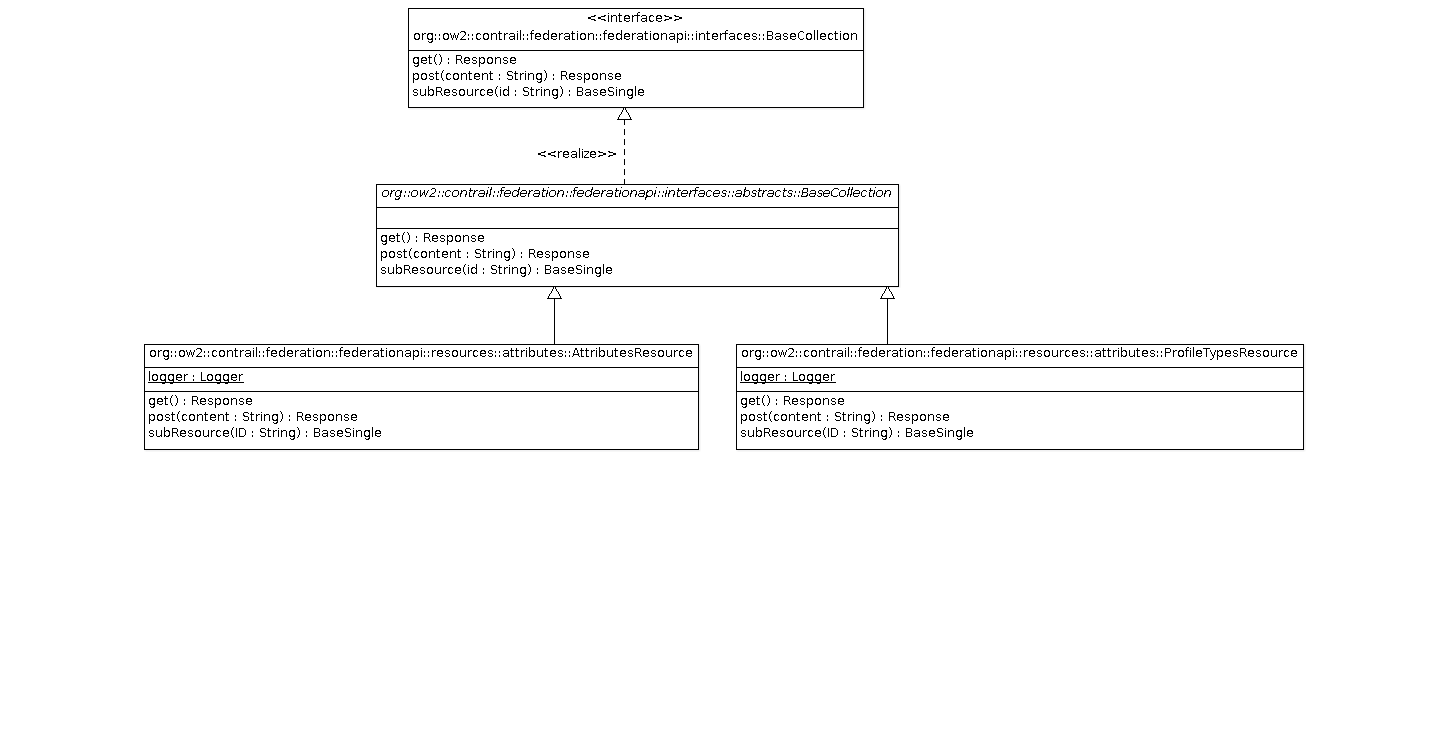 <<interface>>
org::ow2::contrail::federation::federationapi::interfaces::BaseCollection
get() : Response
post(content : String) : Response
subResource(id : String) : BaseSingle
<<realize>>
org::ow2::contrail::federation::federationapi::interfaces::abstracts::BaseCollection
get() : Response
post(content : String) : Response
subResource(id : String) : BaseSingle
org::ow2::contrail::federation::federationapi::resources::attributes::AttributesResource
logger : Logger
get() : Response
post(content : String) : Response
subResource(ID : String) : BaseSingle
org::ow2::contrail::federation::federationapi::resources::attributes::ProfileTypesResource
logger : Logger
get() : Response
post(content : String) : Response
subResource(ID : String) : BaseSingle